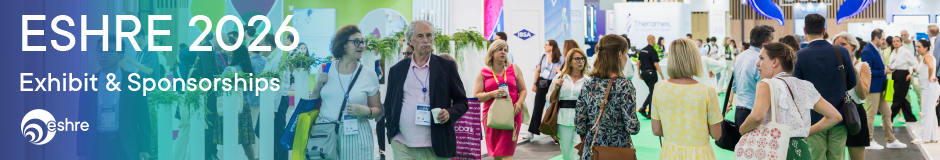 ESHRE 2026
Exhibit & Sponsorships
eshre
IBSA
Theramex